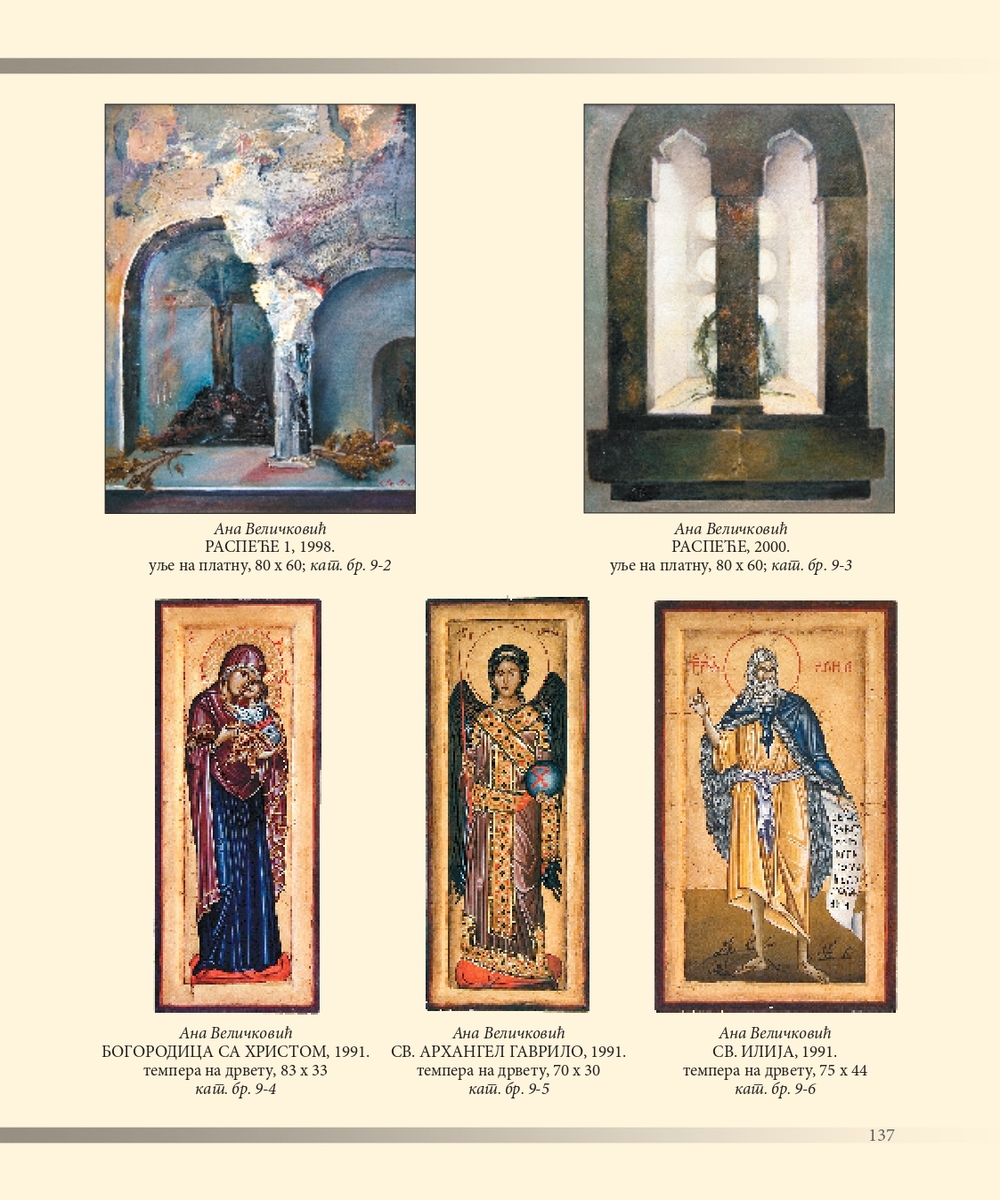 Ана Величковић
РАСПЕЋЕ 1, 1998.
уље на платну, 80 x 60; кат. бр. 9-2
Ана Величковић
РАСПЕЋЕ, 2000.
уље на платну, 80 x 60; кат. бр. 9-3
Ана Величковић
БОГОРОДИЦА СА ХРИСТОМ, 1991.
темпера на дрвету, 83 x 33
кат. бр. 9-4
Ана Величковић
СВ. АРХАНГЕЛ ГАВРИЛО, 1991.
темпера на дрвету, 70 x 30
кат. бр. 9-5
Ана Величковић
СВ. ИЛИЈА, 1991.
темпера на дрвету, 75 x 44
кат. бр. 9-6
137